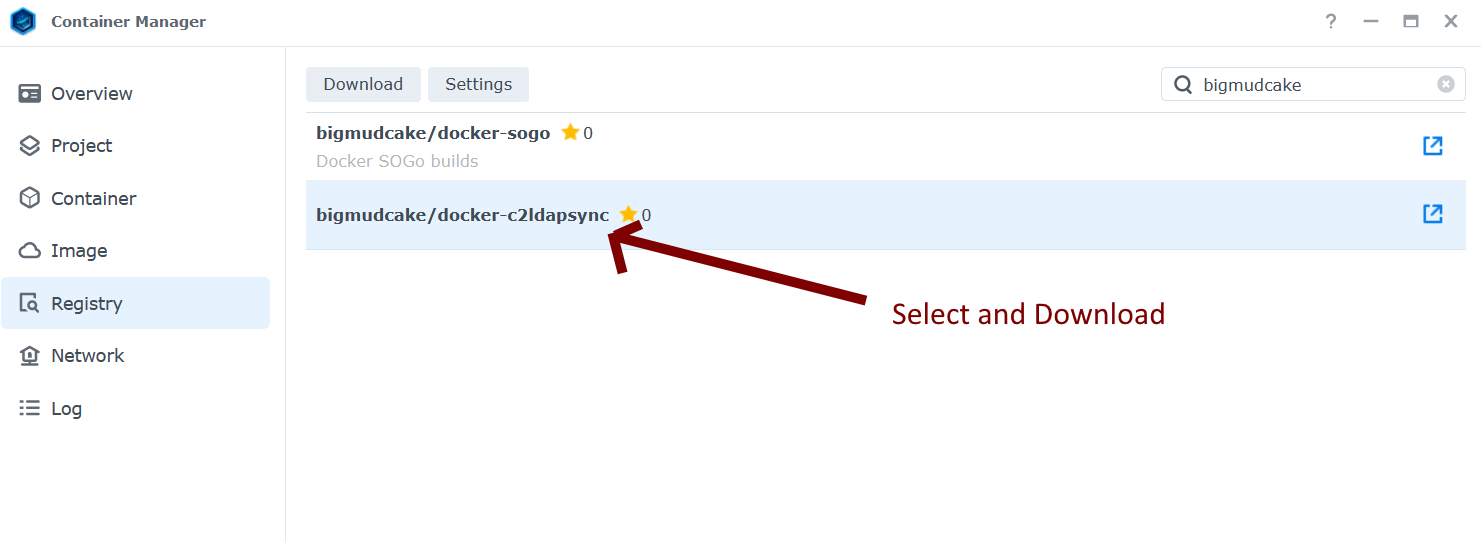 Container Manager
?
Overview
Project
Container
Image
Registry
Network
Log
Download Settings
bigmudcake
bigmudcake/docker-sogo 0
Docker SOGo builds
bigmudcake/docker-c2ldapsync 0
Select and Download